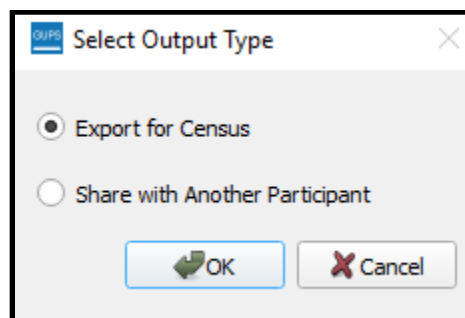 GUPS Select Output Type
Export for Census
Share with Another Participant
OK Cancel